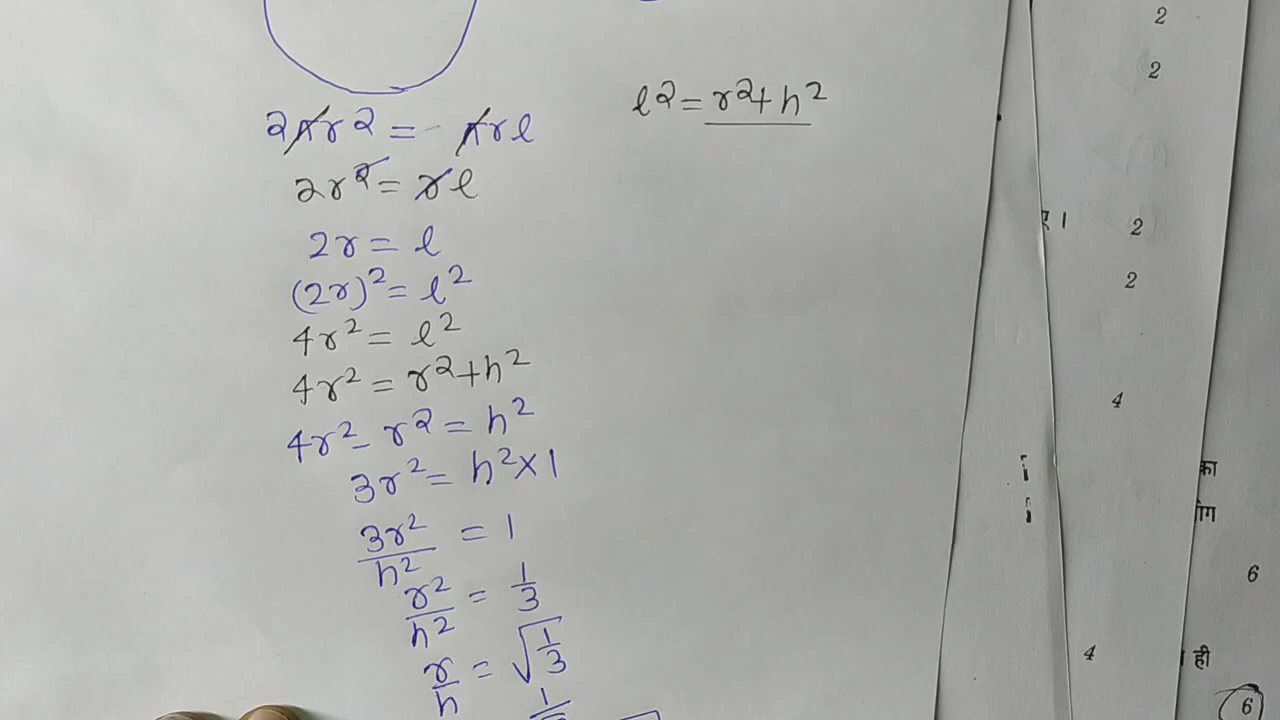 2πr2 = πrl
2r2 = rl
2r = l
(2r)2 = l2
4r2 = l2
4r2 = r2+h2
4r2 - r2 = h2
3r2 = h2×1
3r2/h2 = 1
r2/h2 = 1/3
r/h = √1/3
l2 = r2+h2
2
2
ए।
2
2
4
का
6
4
ही
6